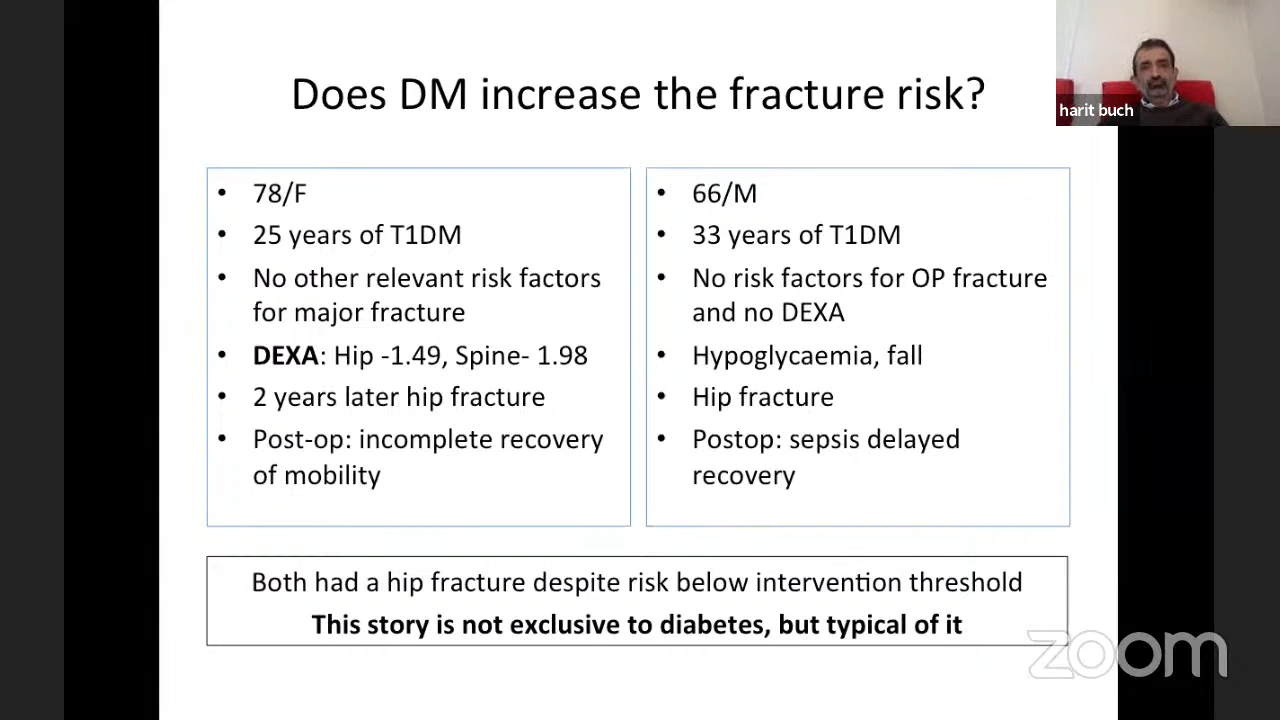 Does DM increase the fracture risk?
harit buch
• 78/F
• 25 years of T1DM
• No other relevant risk factors
for major fracture
• DEXA: Hip -1.49, Spine- 1.98
• 2 years later hip fracture
• Post-op: incomplete recovery
of mobility
• 66/M
• 33 years of T1DM
• No risk factors for OP fracture
and no DEXA
• Hypoglycaemia, fall
• Hip fracture
• Postop: sepsis delayed
recovery
Both had a hip fracture despite risk below intervention threshold
This story is not exclusive to diabetes, but typical of it
zoom